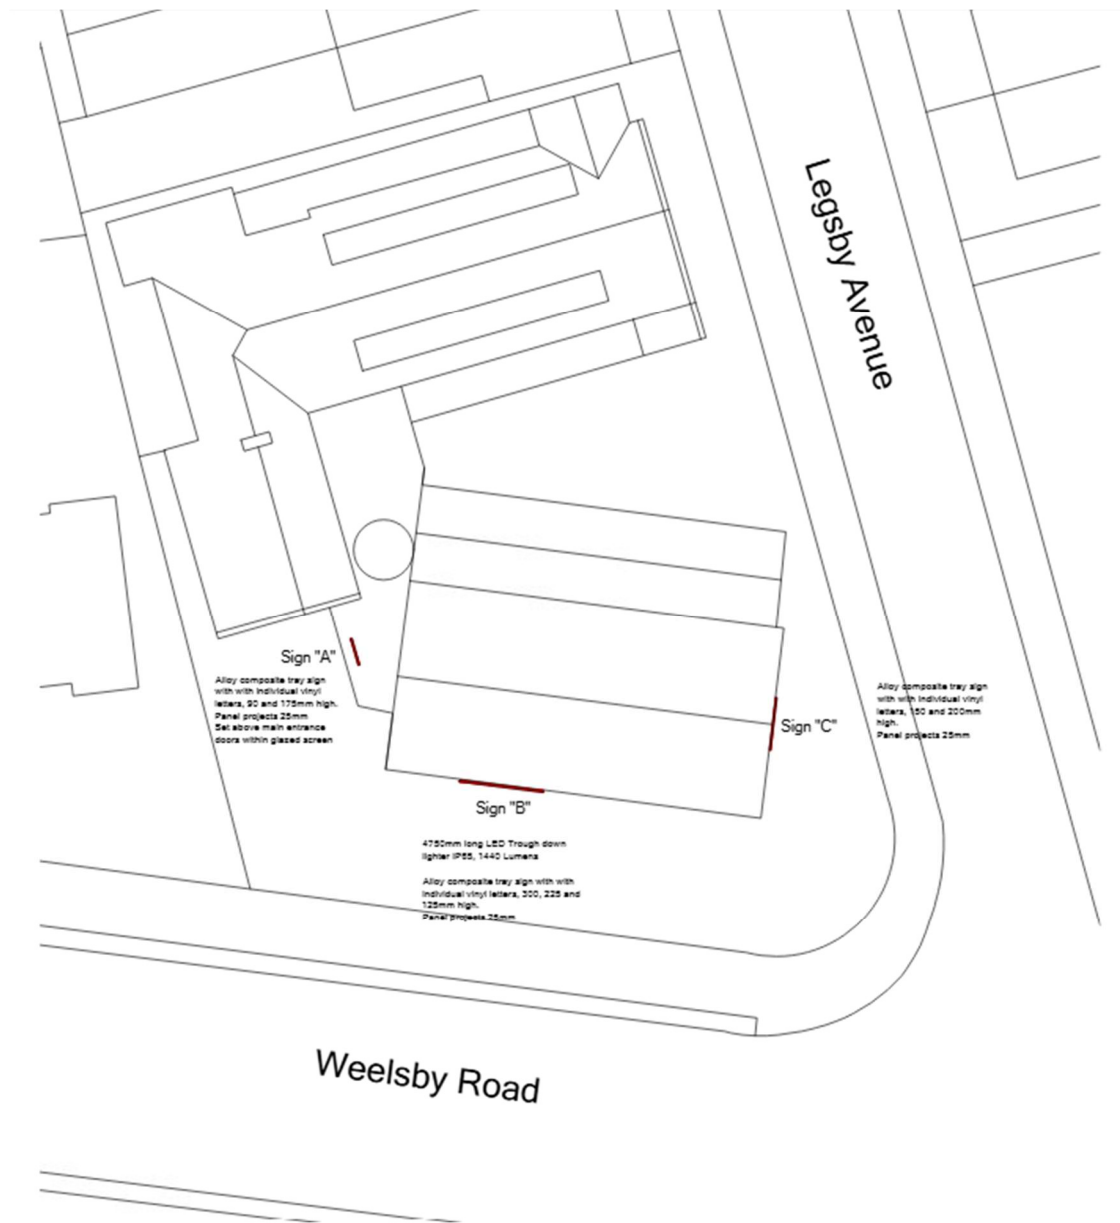 Legsby Avenue
Sign "A"
Alloy composite tray sign
with with individual vinyl
letters, 90 and 175mm high.
Panel projects 25mm
Set above main entrance
doors within glazed screen
Alloy composite tray sign
with with individual vinyl
letters, 150 and 200mm
high.
Panel projects 25mm
Sign "C"
Sign "B"
4750mm long LED Trough down
lighter IP65, 1440 Lumens
Alloy composite tray sign with with
individual vinyl letters, 300, 225 and
125mm high.
Panel projects 25mm
Weelsby Road